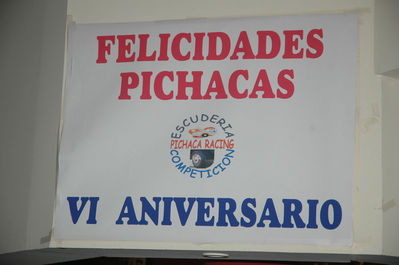 FELICIDADES
PICHACAS
ESCUDERIA
PICHACA RACING
COMPETICION
VI ANIVERSARIO